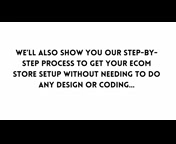 WE'LL ALSO SHOW YOU OUR STEP-BY-
STEP PROCESS TO GET YOUR ECOM
STORE SETUP WITHOUT NEEDING TO DO
ANY DESIGN OR CODING...